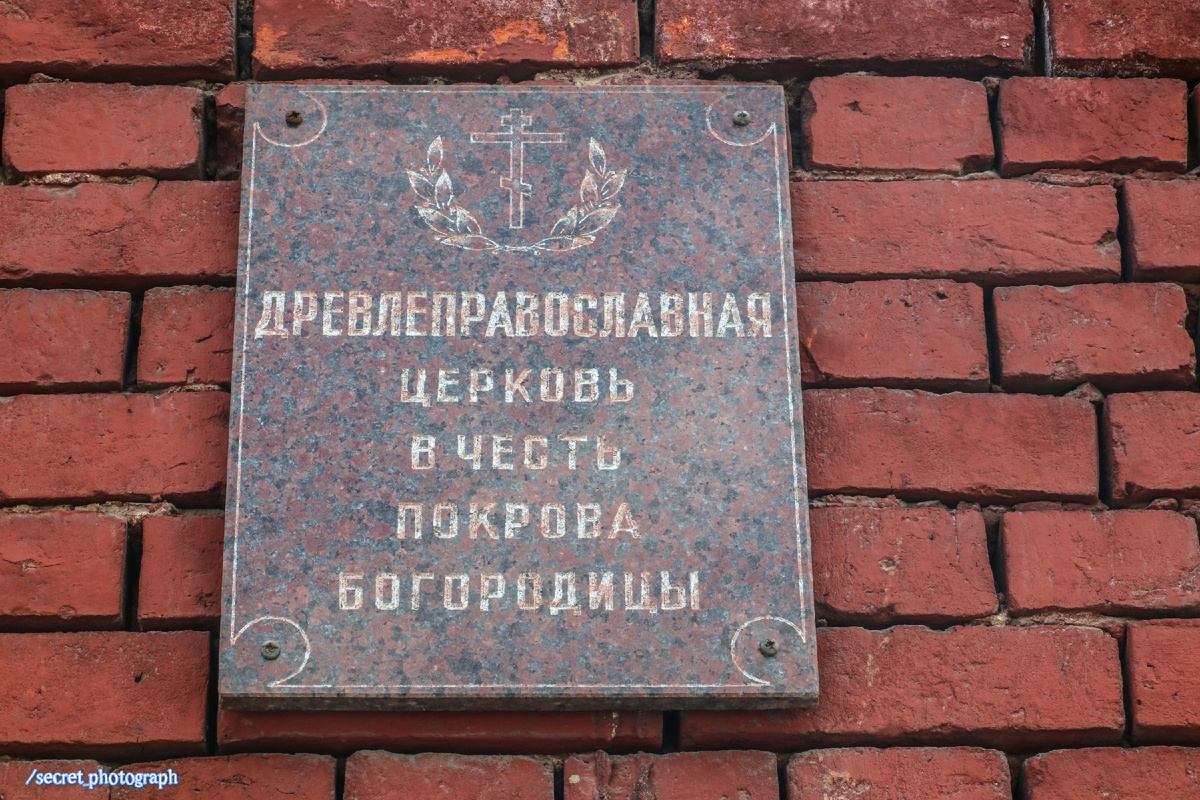 ДРЕВЛЕПРАВОСЛАВНАЯ
ЦЕРКОВЬ
В ЧЕСТЬ
ПОКРОВА
БОГОРОДИЦЫ
/secret_photograph